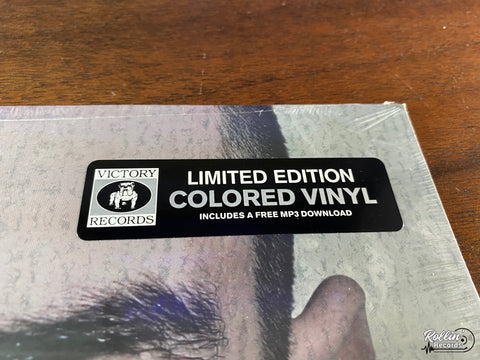 VICTORY
RECORDS
LIMITED EDITION
COLORED VINYL
INCLUDES A FREE MP3 DOWNLOAD
Rollin
Records